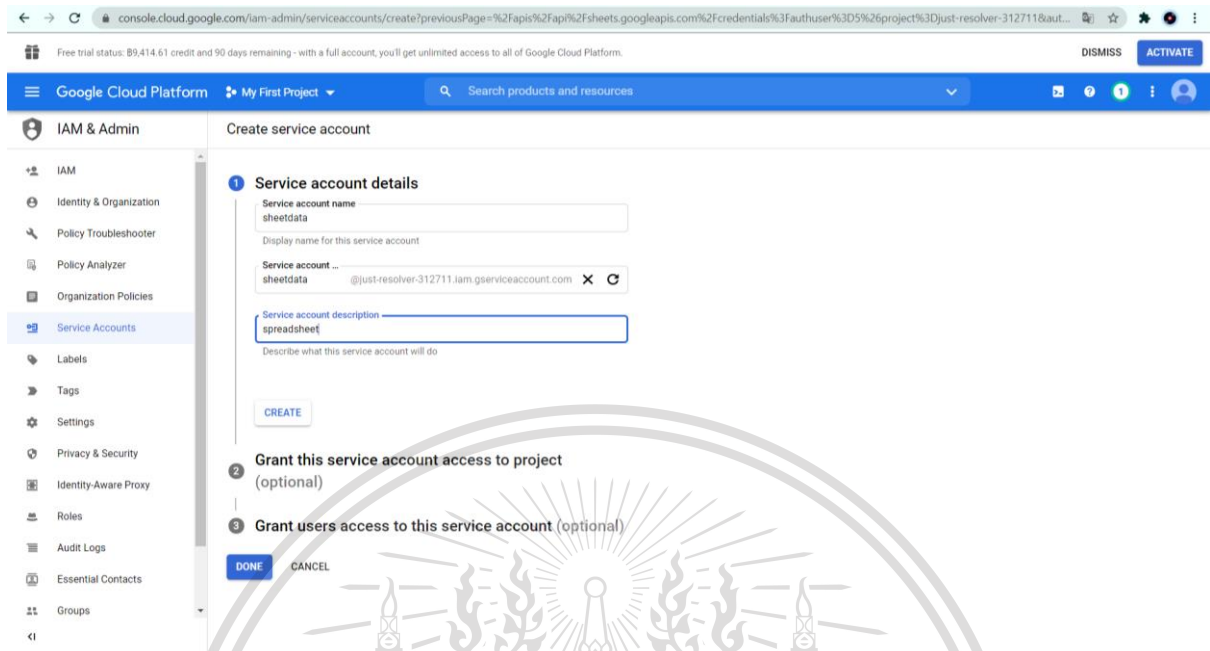 console.cloud.google.com/iam-admin/serviceaccounts/create?previousPage=%2Fapis%2Fapi%2Fsheets.googleapis.com%2Fcredentials%3Fauthuser%3D5%26project%3Djust-resolver-312711&aut...
Free trial status: ฿9,414.61 credit and 90 days remaining - with a full account, you'll get unlimited access to all of Google Cloud Platform.
DISMISS
ACTIVATE
Google Cloud Platform
My First Project
Search products and resources
1
IAM & Admin
Create service account
IAM
Identity & Organization
Policy Troubleshooter
Policy Analyzer
Organization Policies
Service Accounts
Labels
Tags
Settings
Privacy & Security
Identity-Aware Proxy
Roles
Audit Logs
Essential Contacts
Groups
1 Service account details
Service account name
sheetdata
Display name for this service account
Service account ...
sheetdata @just-resolver-312711.iam.gserviceaccount.com
Service account description
spreadsheet
Describe what this service account will do
CREATE
2 Grant this service account access to project
(optional)
3 Grant users access to this service account (optional)
DONE
CANCEL